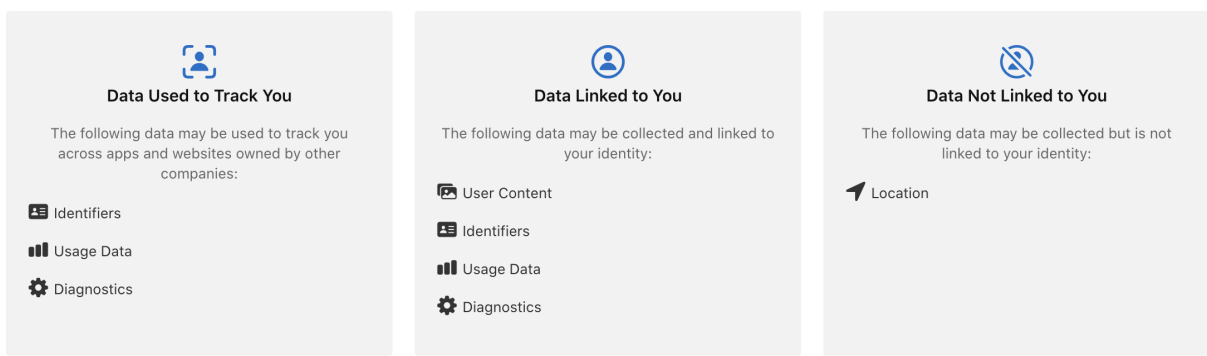 Data Used to Track You
The following data may be used to track you
across apps and websites owned by other
companies:
Identifiers
Usage Data
Diagnostics
Data Linked to You
The following data may be collected and linked to
your identity:
User Content
Identifiers
Usage Data
Diagnostics
Data Not Linked to You
The following data may be collected but is not
linked to your identity:
Location